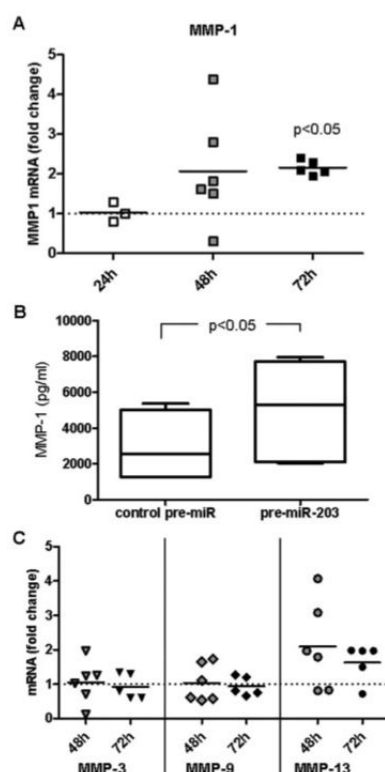 A
MMP-1
MMP1 mRNA (fold change)
5
4
3
2
1
0
p<0.05
24h
48h
72h
B
p<0.05
MMP-1 (pg/ml)
10000
8000
6000
4000
2000
0
control pre-miR
pre-miR-203
C
mRNA (fold change)
5
4
3
2
1
0
48h
72h
48h
72h
48h
72h
MMP-3
MMP-9
MMP-13